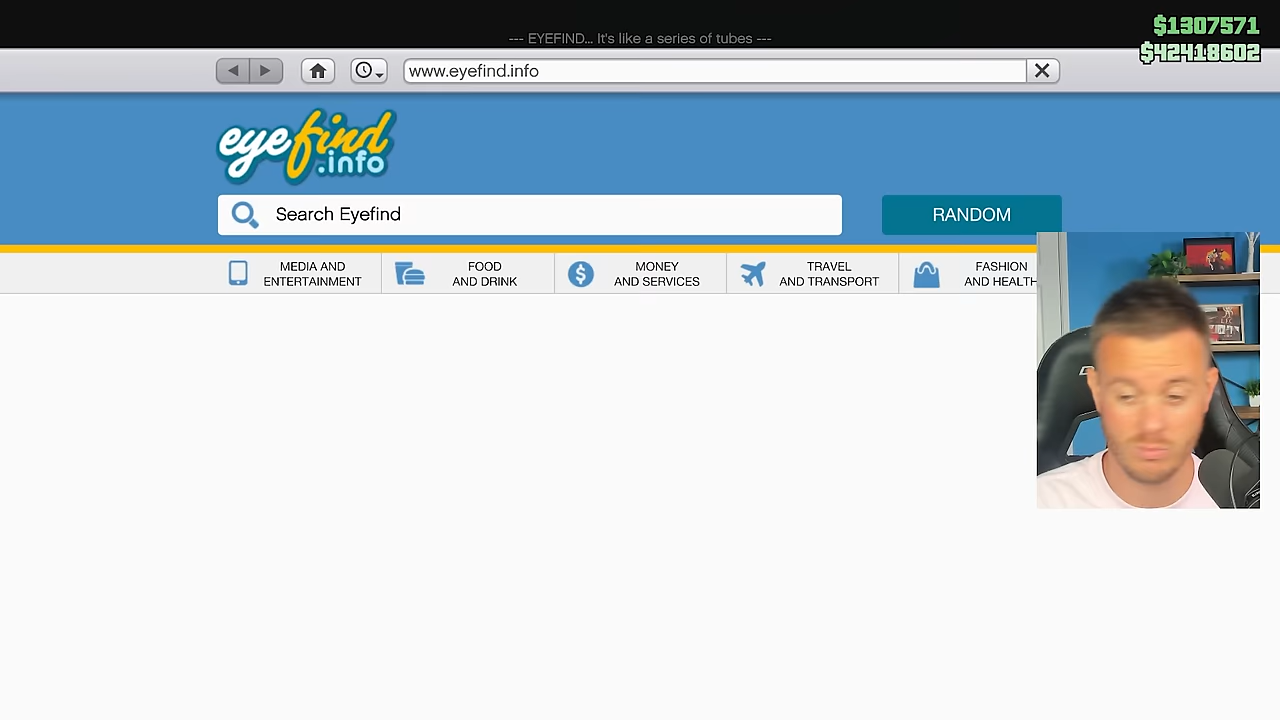 --- EYEFIND... It's like a series of tubes ---
$1307571
$42418602
www.eyefind.info
eyefind
.info
Search Eyefind
RANDOM
MEDIA AND
ENTERTAINMENT
FOOD
AND DRINK
MONEY
AND SERVICES
TRAVEL
AND TRANSPORT
FASHION
AND HEALTH